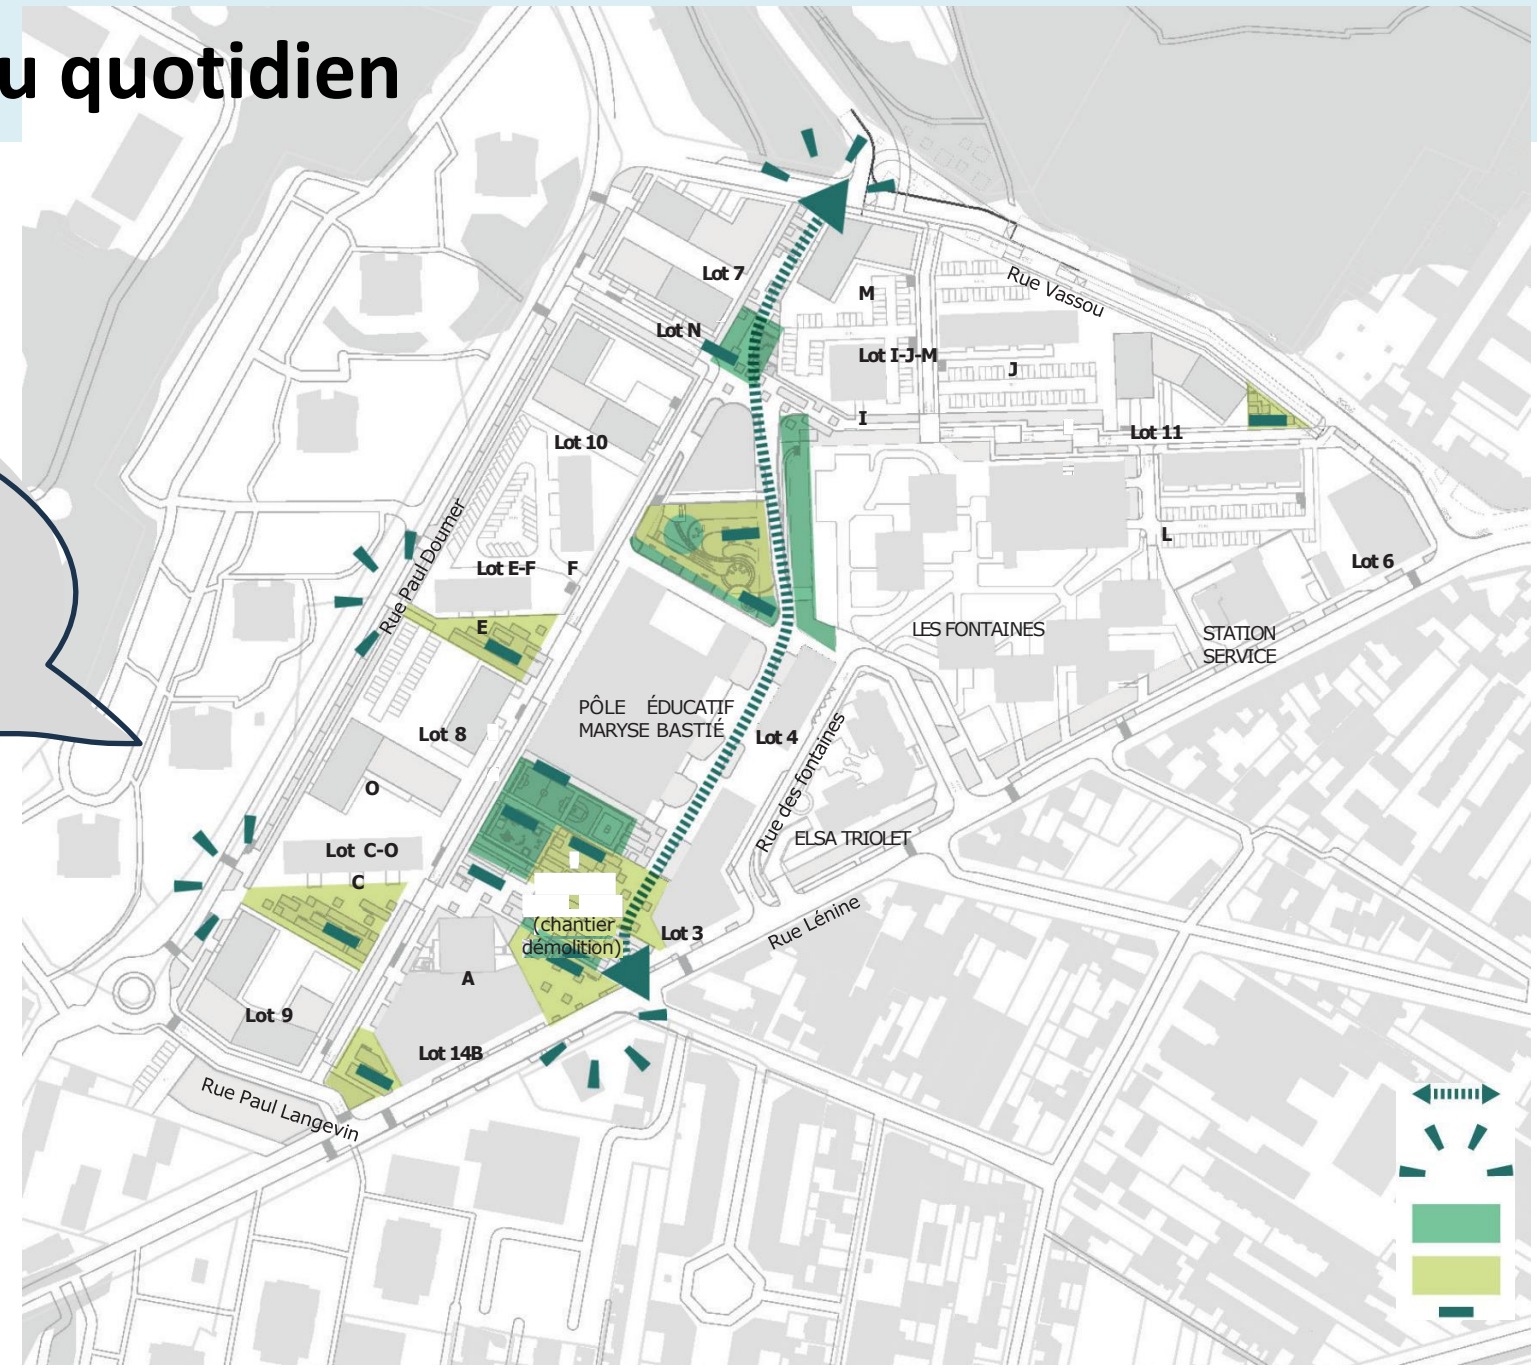 u quotidien
Lot 7
Rue Vassou
M
Lot N
Lot I-J-M
J
I
Lot 11
Lot 10
Rue Paul Doumer
L
Lot 6
Lot E-F
F
E
LES FONTAINES
STATION
SERVICE
PÔLE ÉDUCATIF
MARYSE BASTIÉ
Lot 8
Lot 4
Rue des fontaines
O
ELSA TRIOLET
Lot C-O
C
(chantier
démolition)
Lot 3
Rue Lénine
A
Lot 9
Lot 14B
Rue Paul Langevin